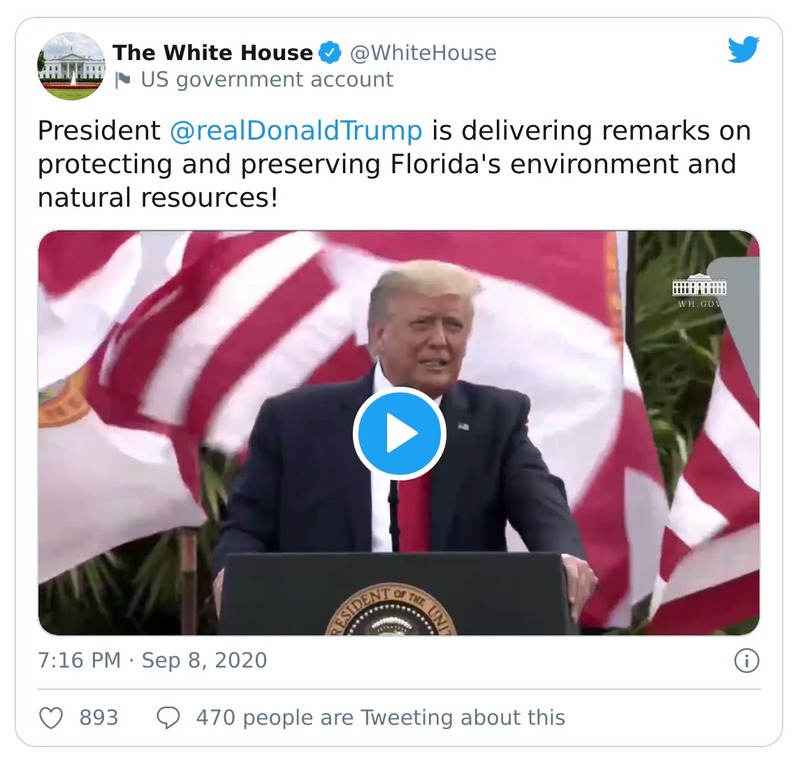 The White House @WhiteHouse
US government account
President @realDonaldTrump is delivering remarks on
protecting and preserving Florida's environment and
natural resources!
WH.GOV
RESIDENT OF THE UNIT
7:16 PM · Sep 8, 2020
893 470 people are Tweeting about this